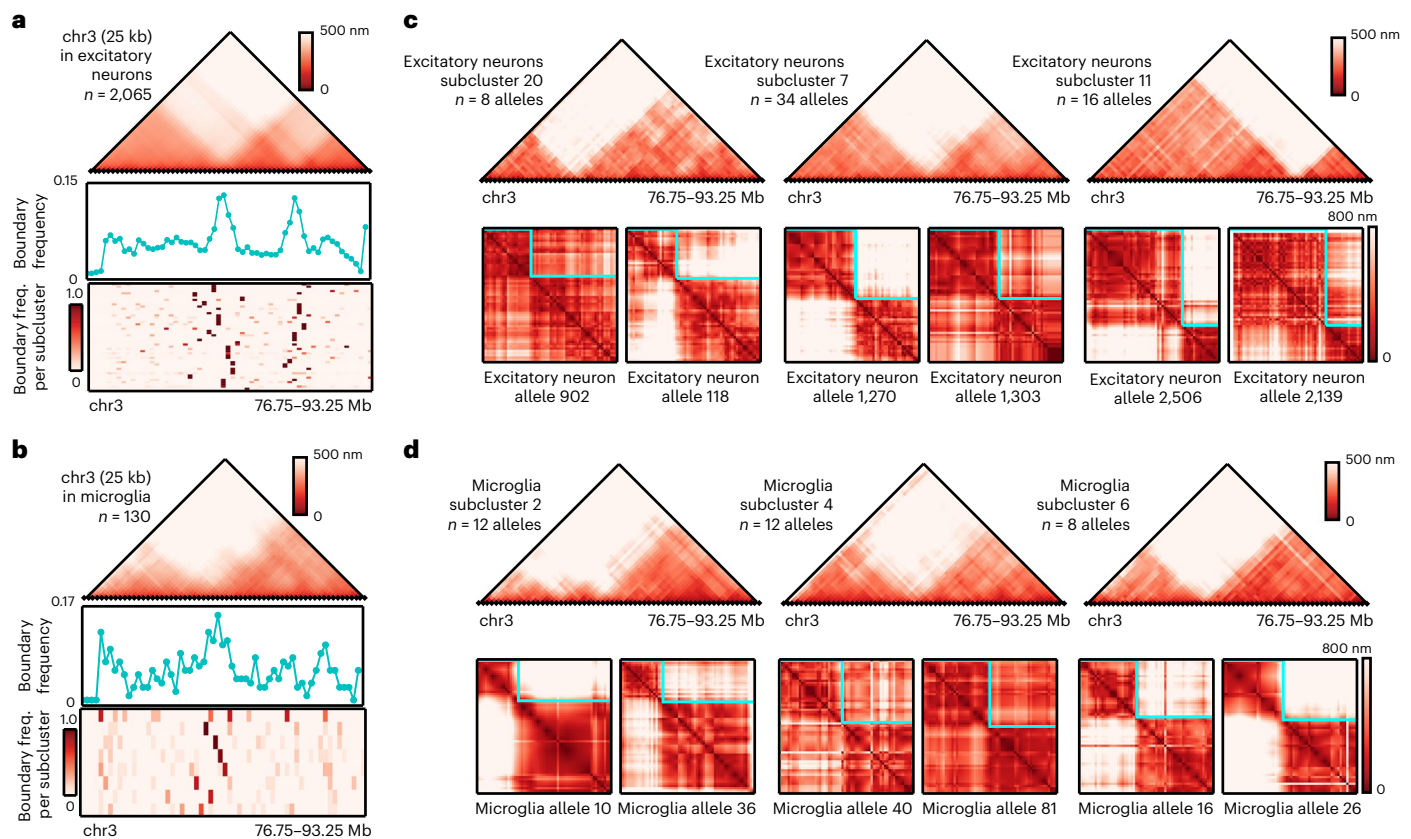 a
chr3 (25 kb)
in excitatory
neurons
n = 2,065
500 nm
0
0.15
Boundary
frequency
0
1.0
Boundary freq.
per subcluster
0
chr3
76.75–93.25 Mb
b
chr3 (25 kb)
in microglia
n = 130
500 nm
0
0.17
Boundary
frequency
0
1.0
Boundary freq.
per subcluster
0
chr3
76.75–93.25 Mb
c
Excitatory neurons
subcluster 20
n = 8 alleles
Excitatory neurons
subcluster 7
n = 34 alleles
Excitatory neurons
subcluster 11
n = 16 alleles
500 nm
0
chr3
76.75–93.25 Mb
chr3
76.75–93.25 Mb
chr3
76.75–93.25 Mb
800 nm
0
Excitatory neuron
allele 902
Excitatory neuron
allele 118
Excitatory neuron
allele 1,270
Excitatory neuron
allele 1,303
Excitatory neuron
allele 2,506
Excitatory neuron
allele 2,139
d
Microglia
subcluster 2
n = 12 alleles
Microglia
subcluster 4
n = 12 alleles
Microglia
subcluster 6
n = 8 alleles
500 nm
0
chr3
76.75–93.25 Mb
chr3
76.75–93.25 Mb
chr3
76.75–93.25 Mb
800 nm
0
Microglia allele 10
Microglia allele 36
Microglia allele 40
Microglia allele 81
Microglia allele 16
Microglia allele 26